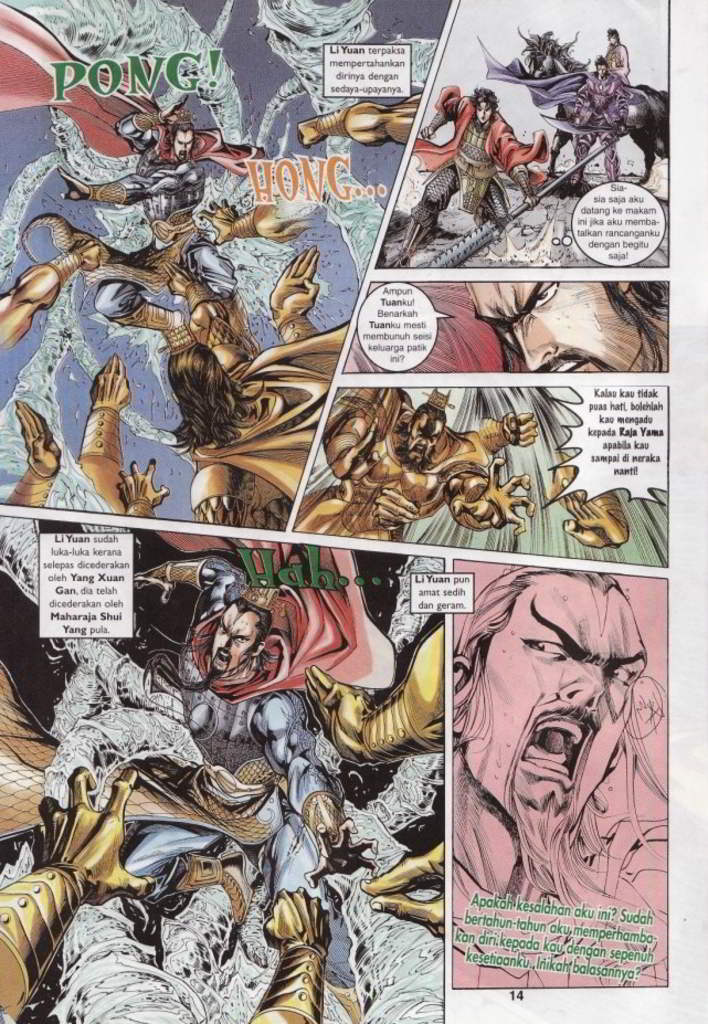 PONG!
Li Yuan terpaksa
mempertahankan
dirinya dengan
sedaya-upayanya.
HONG...
Sia-
sia saja aku
datang ke makam
ini jika aku mem-
batalkan rancanganku
dengan begitu
saja!
Ampun
Tuanku!
Benarkah
Tuanku mesti
membunuh seisi
keluarga patik
ini?
Kalau kau tidak
puas hati, bolehlah
kau mengadu
kepada Raja Yama
apabila kau
sampai di neraka
nanti!
Li Yuan sudah
luka-luka kerana
selepas dicederakan
oleh Yang Xuan
Gan, dia telah
dicederakan oleh
Maharaja Shui
Yang pula.
Hah...
Li Yuan pun
amat sedih
dan geram.
Apakah kesalahan aku ini? Sudah
bertahun-tahun aku memperhamba-
kan diri kepada kau dengan sepenuh
kesetiaanku. Inikah balasannya?
14